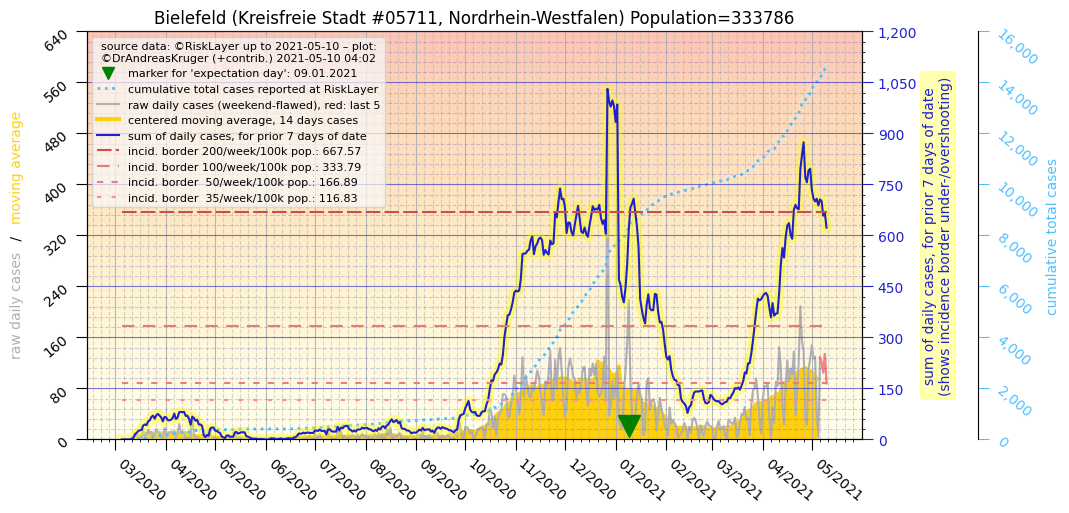 Bielefeld (Kreisfreie Stadt #05711, Nordrhein-Westfalen) Population=333786
source data: ©RiskLayer up to 2021-05-10 – plot:
©DrAndreasKruger (+contrib.) 2021-05-10 04:02
marker for 'expectation day': 09.01.2021
cumulative total cases reported at RiskLayer
raw daily cases (weekend-flawed), red: last 5
centered moving average, 14 days cases
sum of daily cases, for prior 7 days of date
incid. border 200/week/100k pop.: 667.57
incid. border 100/week/100k pop.: 333.79
incid. border  50/week/100k pop.: 166.89
incid. border  35/week/100k pop.: 116.83
raw daily cases / moving average
640
560
480
400
320
240
160
80
0
03/2020
04/2020
05/2020
06/2020
07/2020
08/2020
09/2020
10/2020
11/2020
12/2020
01/2021
02/2021
03/2021
04/2021
05/2021
1,200
1,050
900
750
600
450
300
150
0
sum of daily cases, for prior 7 days of date
(shows incidence border under-/overshooting)
16,000
14,000
12,000
10,000
8,000
6,000
4,000
2,000
0
cumulative total cases